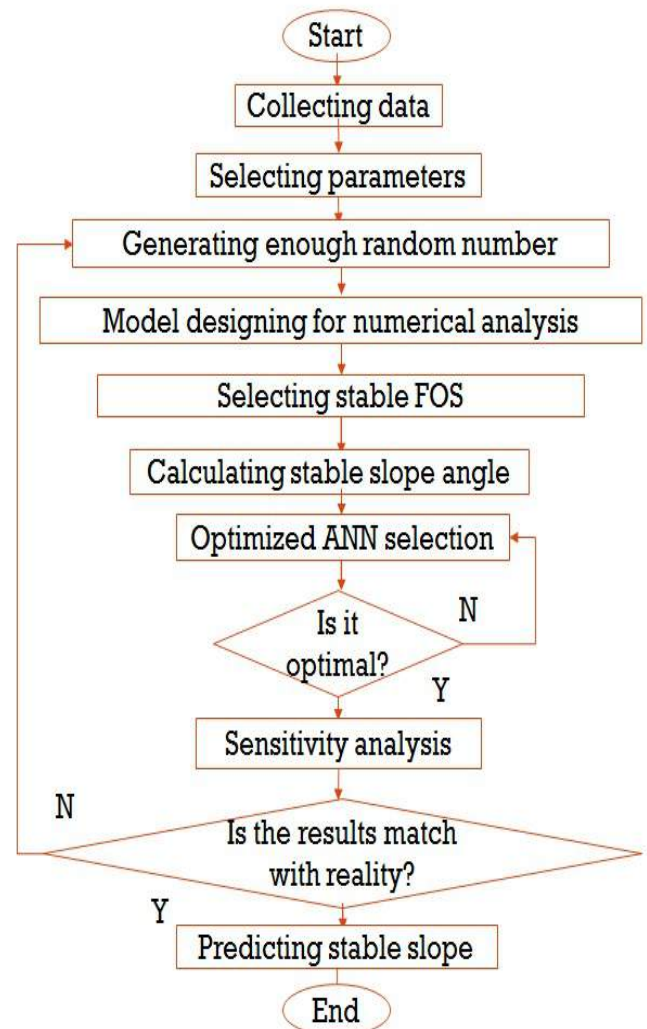 Start
Collecting data
Selecting parameters
Generating enough random number
Model designing for numerical analysis
Selecting stable FOS
Calculating stable slope angle
Optimized ANN selection
Is it
optimal?
N
Y
Sensitivity analysis
N
Is the results match
with reality?
Y
Predicting stable slope
End